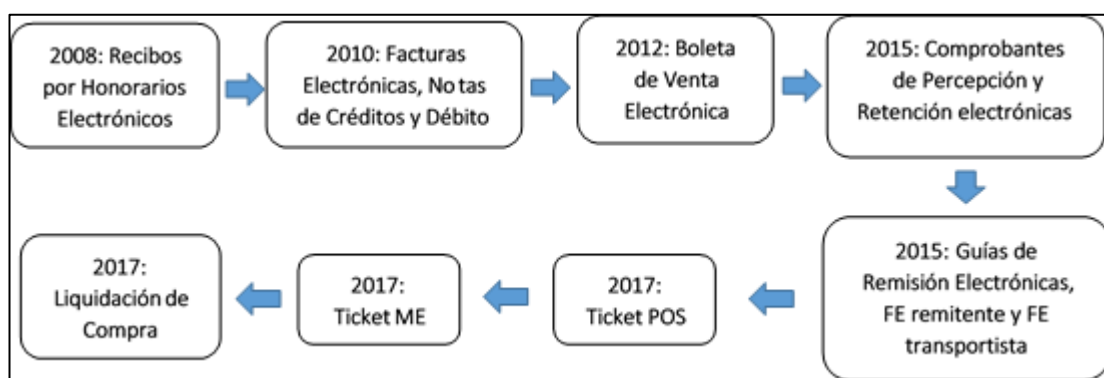 2008: Recibos
por Honorarios
Electrónicos
2010: Facturas
Electrónicas, No tas
de Créditos y Débito
2012: Boleta
de Venta
Electrónica
2015: Comprobantes
de Percepción y
Retención electrónicas
2015: Guías de
Remisión Electrónicas,
FE remitente y FE
transportista
2017:
Ticket POS
2017:
Ticket ME
2017:
Liquidación de
Compra